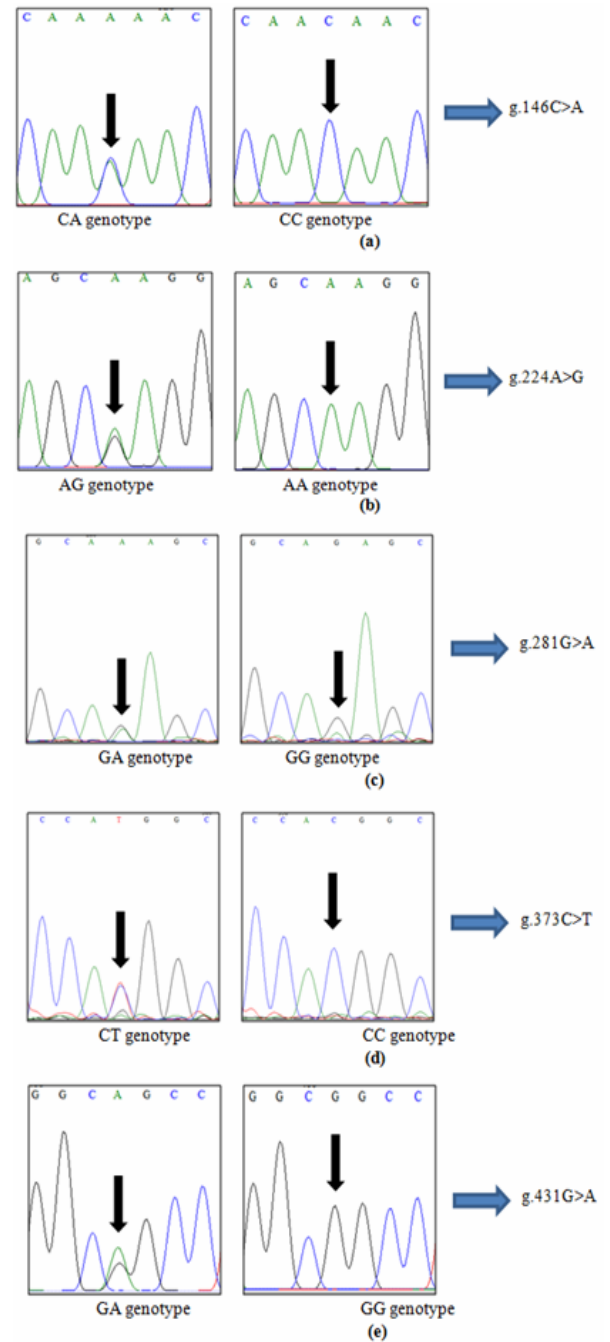 C A A A A A C
C A A C A A C
g.146C>A
CA genotype
CC genotype
(a)
A G C A A G G
A G C A A G G
g.224A>G
AG genotype
AA genotype
(b)
G C A A A G C
G C A G A G C
g.281G>A
GA genotype
GG genotype
(c)
C C A T G G C
C C A C G G C
g.373C>T
CT genotype
CC genotype
(d)
G G C A G C C
G G C G G C C
g.431G>A
GA genotype
GG genotype
(e)